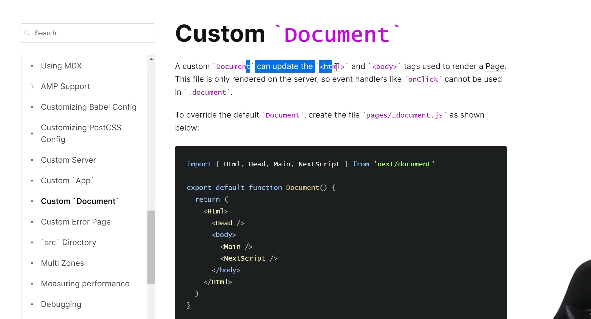 Search...
Using MDX
AMP Support
Customizing Babel Config
Customizing PostCSS
Config
Custom Server
Custom `App`
Custom `Document`
Custom Error Page
`src` Directory
Multi Zones
Measuring performance
Debugging
Custom `Document`
A custom `Document` can update the `<html>` and `<body>` tags used to render a Page.
This file is only rendered on the server, so event handlers like `onClick` cannot be used
in `_document`.
To override the default `Document`, create the file `pages/_document.js` as shown
below:
import { Html, Head, Main, NextScript } from 'next/document'
export default function Document() {
return (
<Html>
<Head />
<body>
<Main />
<NextScript />
</body>
</Html>
)
}